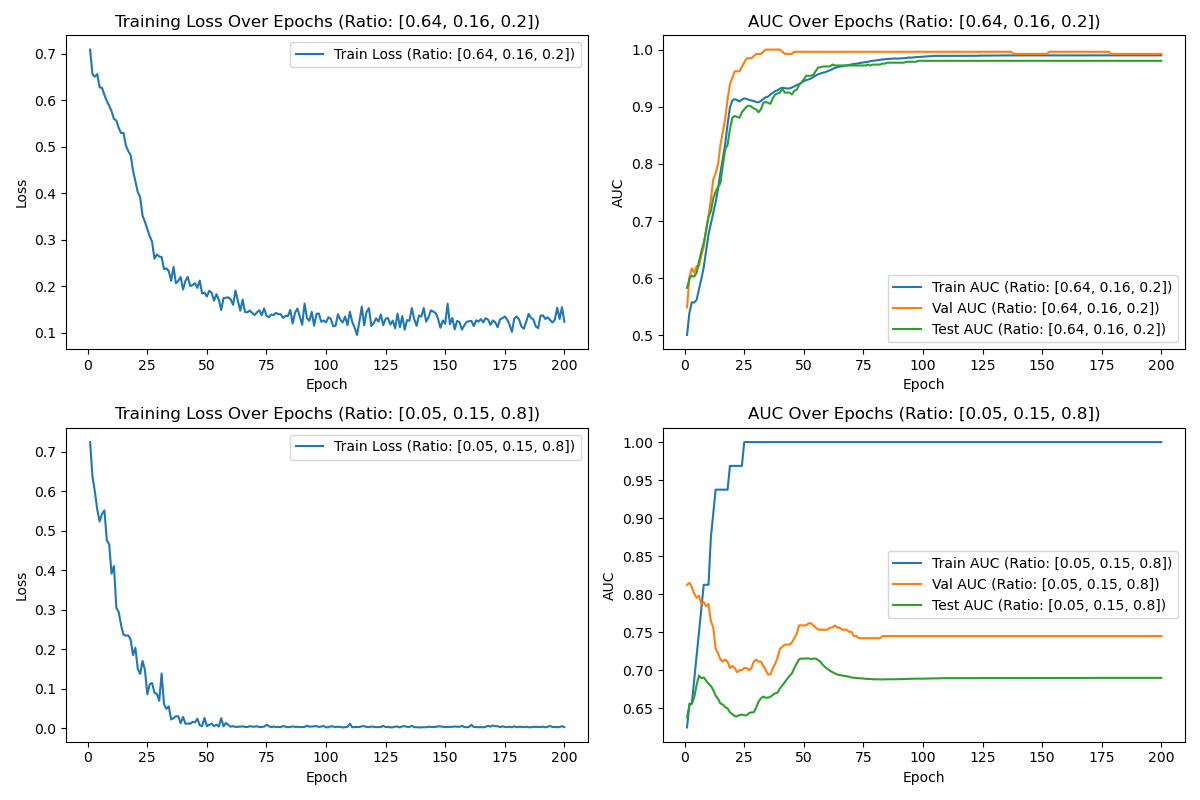 Training Loss Over Epochs (Ratio: [0.64, 0.16, 0.2])
Train Loss (Ratio: [0.64, 0.16, 0.2])
0.7
0.6
0.5
0.4
0.3
0.2
0.1
Loss
0 25 50 75 100 125 150 175 200
Epoch
AUC Over Epochs (Ratio: [0.64, 0.16, 0.2])
1.0
0.9
0.8
0.7
0.6
0.5
AUC
Train AUC (Ratio: [0.64, 0.16, 0.2])
Val AUC (Ratio: [0.64, 0.16, 0.2])
Test AUC (Ratio: [0.64, 0.16, 0.2])
0 25 50 75 100 125 150 175 200
Epoch
Training Loss Over Epochs (Ratio: [0.05, 0.15, 0.8])
Train Loss (Ratio: [0.05, 0.15, 0.8])
0.7
0.6
0.5
0.4
0.3
0.2
0.1
0.0
Loss
0 25 50 75 100 125 150 175 200
Epoch
AUC Over Epochs (Ratio: [0.05, 0.15, 0.8])
1.00
0.95
0.90
0.85
0.80
0.75
0.70
0.65
AUC
Train AUC (Ratio: [0.05, 0.15, 0.8])
Val AUC (Ratio: [0.05, 0.15, 0.8])
Test AUC (Ratio: [0.05, 0.15, 0.8])
0 25 50 75 100 125 150 175 200
Epoch